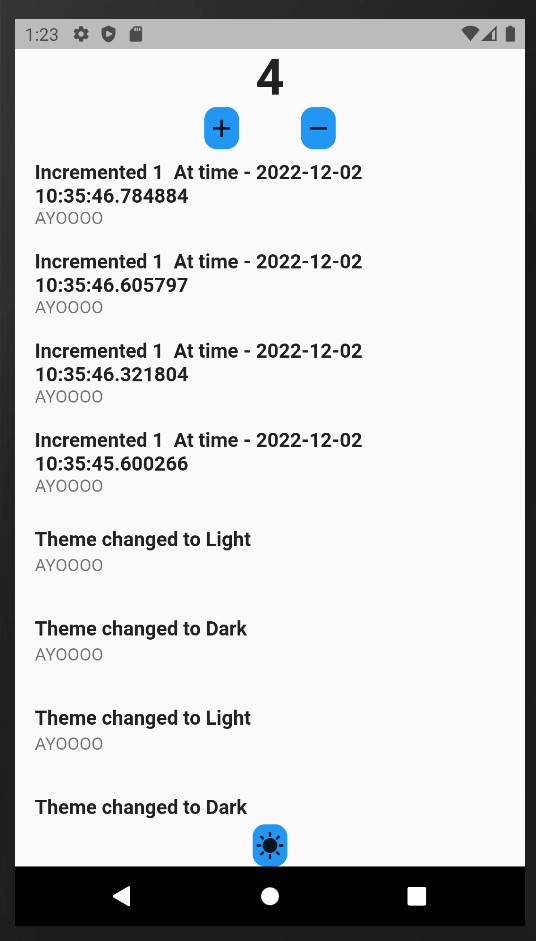 1:23
4
+ −
Incremented 1 At time - 2022-12-02
10:35:46.784884
AYOOOO
Incremented 1 At time - 2022-12-02
10:35:46.605797
AYOOOO
Incremented 1 At time - 2022-12-02
10:35:46.321804
AYOOOO
Incremented 1 At time - 2022-12-02
10:35:45.600266
AYOOOO
Theme changed to Light
AYOOOO
Theme changed to Dark
AYOOOO
Theme changed to Light
AYOOOO
Theme changed to Dark